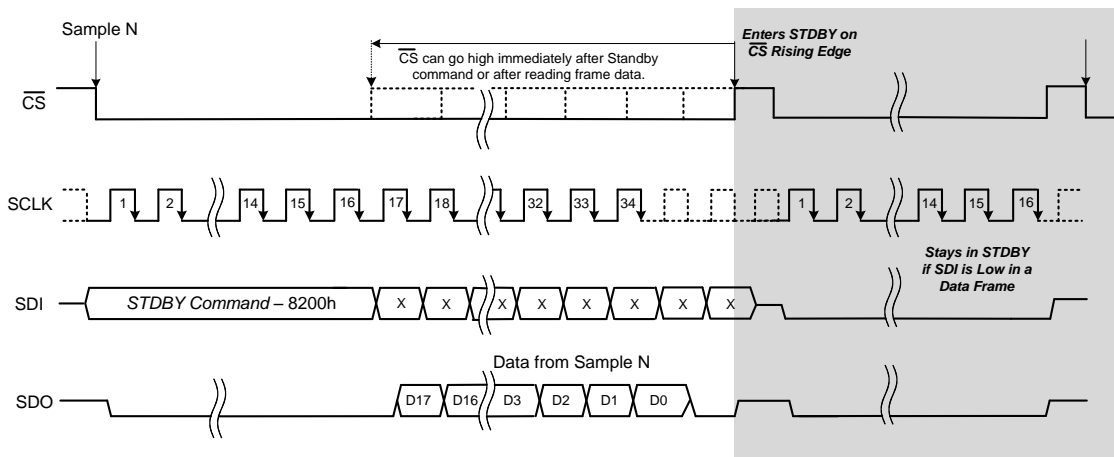 Sample N
CS can go high immediately after Standby
command or after reading frame data.
Enters STDBY on
CS Rising Edge
CS
SCLK
1 2 14 15 16 17 18 32 33 34 1 2 14 15 16
Stays in STDBY
if SDI is Low in a
Data Frame
SDI
STDBY Command – 8200h X X X X X X X X
Data from Sample N
SDO
D17 D16 D3 D2 D1 D0